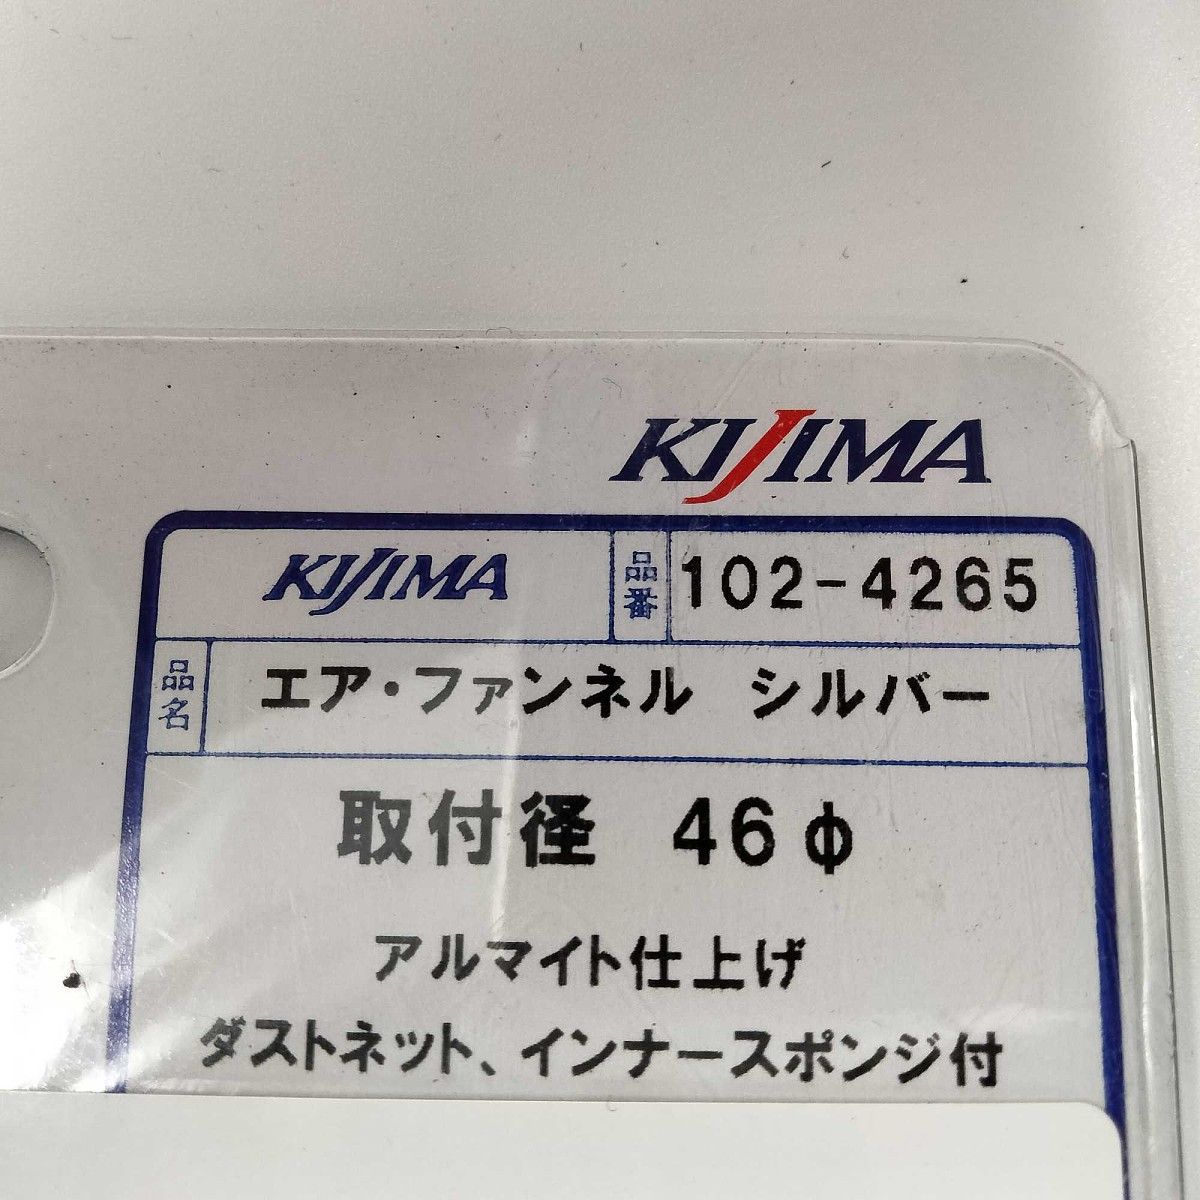 KIJIMA
KIJIMA 品番 102-4265
品名 エア・ファンネル シルバー
取付径 46φ
アルマイト仕上げ
ダストネット、インナースポンジ付